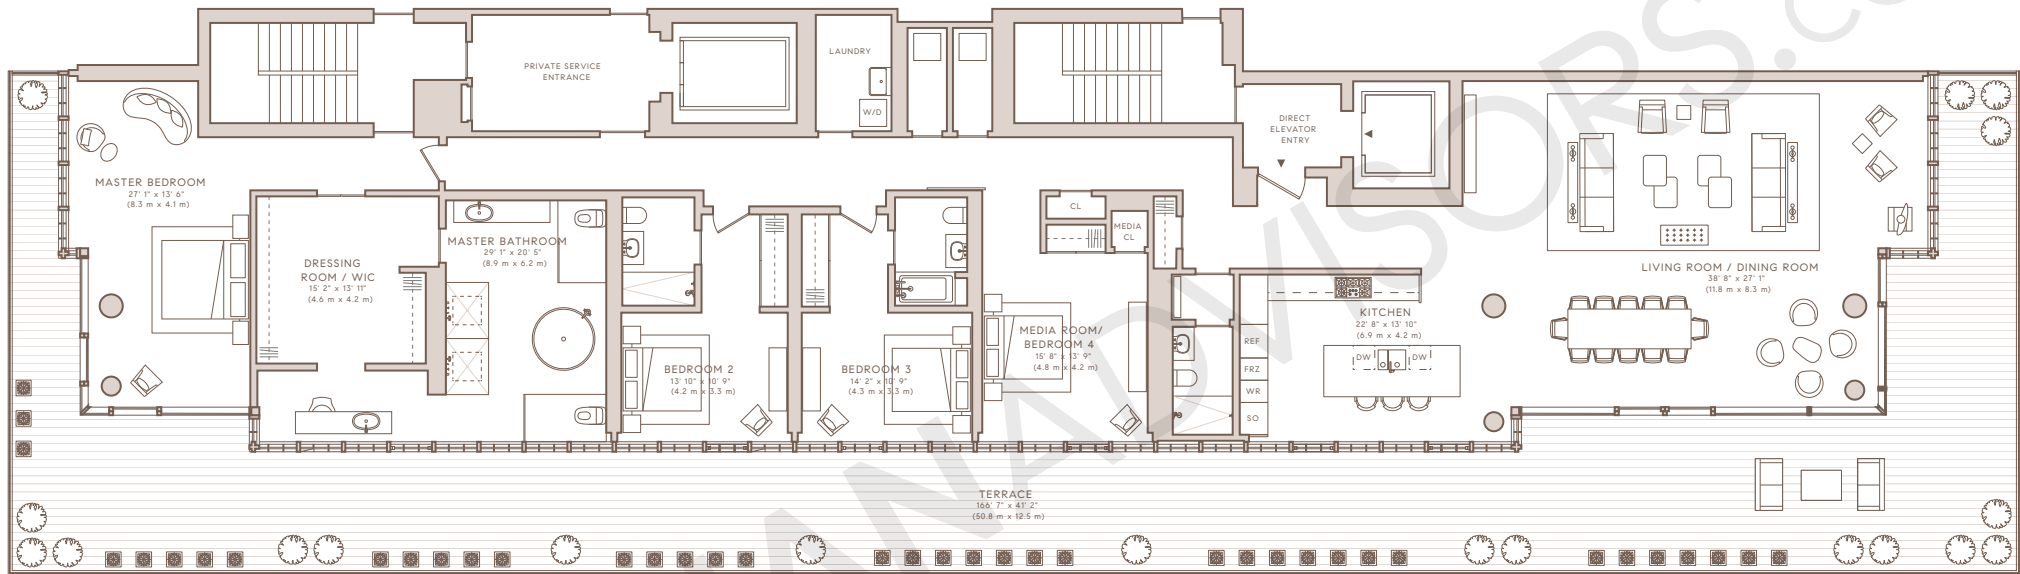 PRIVATE SERVICE
ENTRANCE
LAUNDRY
W/D
DIRECT
ELEVATOR
ENTRY
MASTER BEDROOM
27' 1" x 13' 6"
(8.3 m x 4.1 m)
DRESSING
ROOM / WIC
15' 2" x 13' 11"
(4.6 m x 4.2 m)
MASTER BATHROOM
29' 1" x 20' 5"
(8.9 m x 6.2 m)
CL
MEDIA
CL
BEDROOM 2
13' 10" x 10' 9"
(4.2 m x 3.3 m)
BEDROOM 3
14' 2" x 10' 9"
(4.3 m x 3.3 m)
MEDIA ROOM/
BEDROOM 4
15' 8" x 13' 9"
(4.8 m x 4.2 m)
KITCHEN
22' 8" x 13' 10"
(6.9 m x 4.2 m)
REF
FRZ
WR
SO
DW
DW
LIVING ROOM / DINING ROOM
38' 8" x 27' 1"
(11.8 m x 8.3 m)
TERRACE
166' 7" x 41' 2"
(50.8 m x 12.5 m)
ANADVISORS.CO